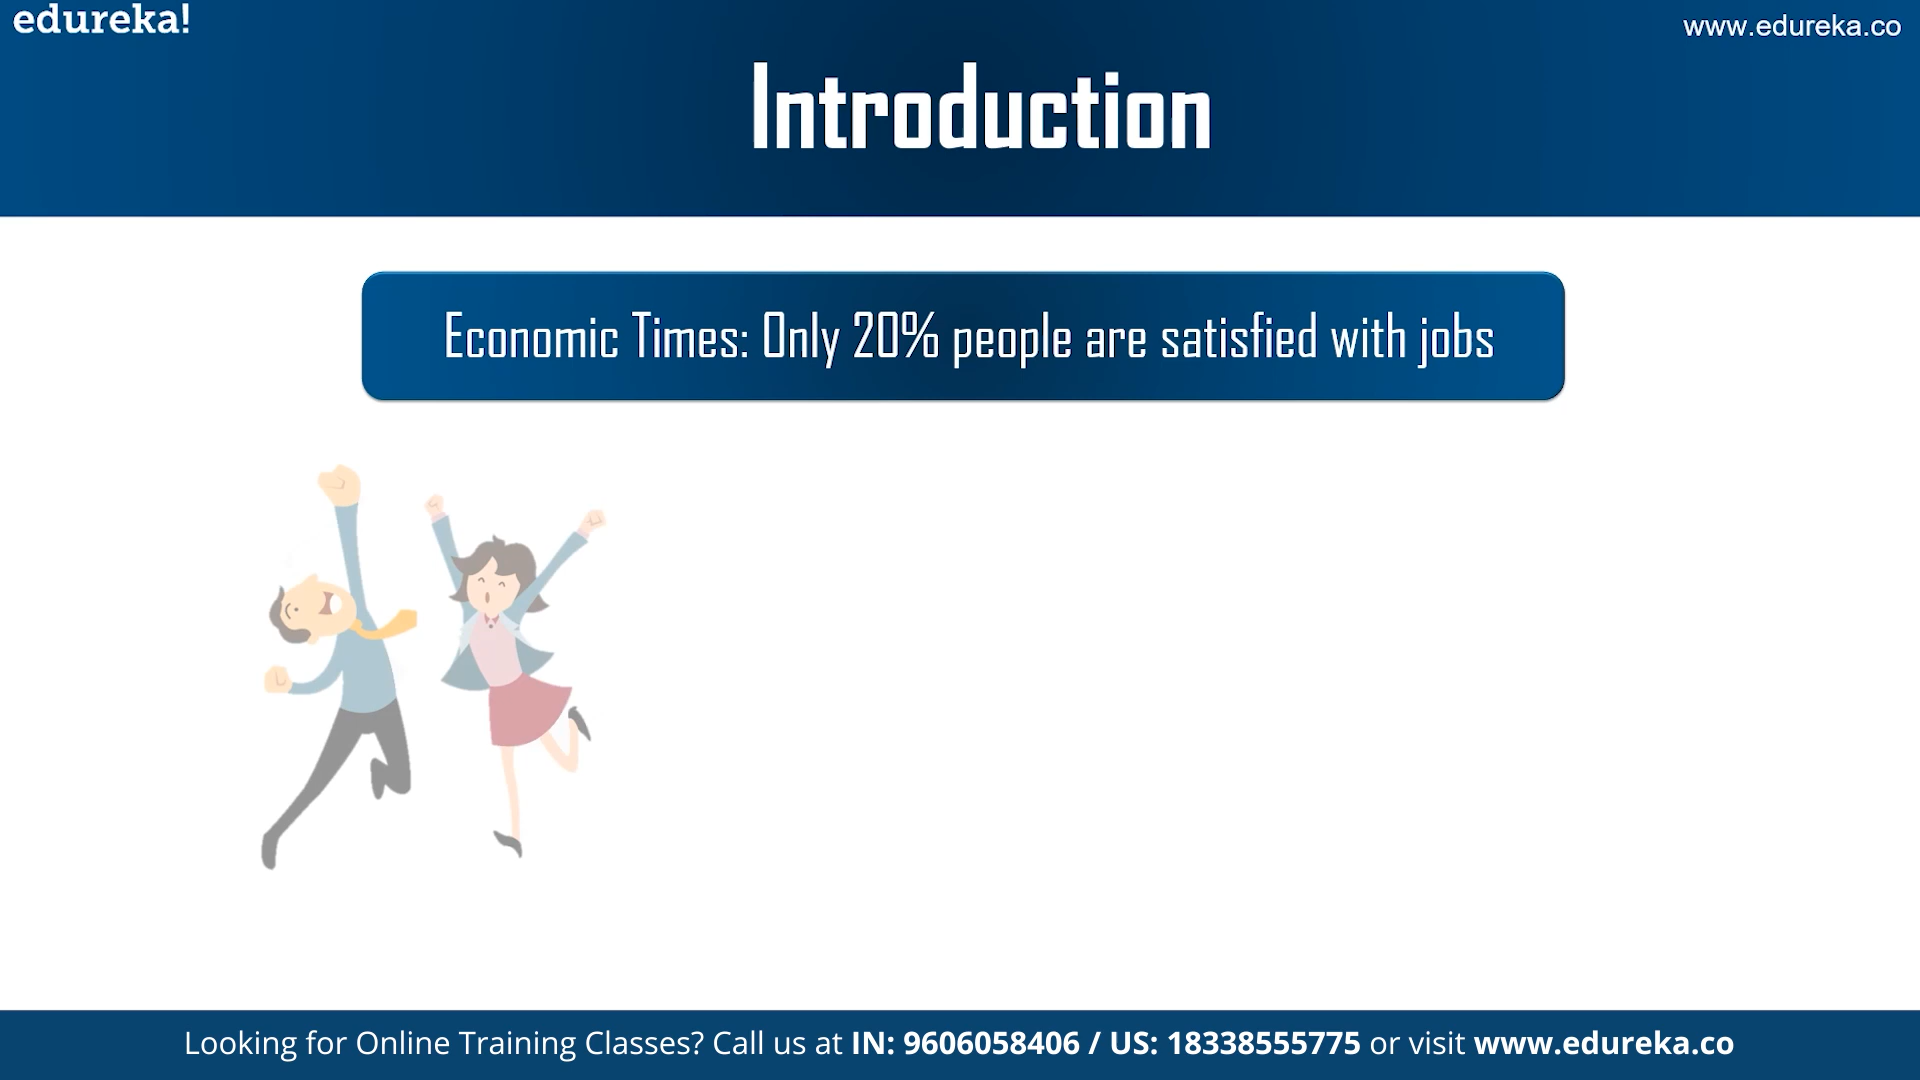 edureka!
www.edureka.co
Introduction
Economic Times: Only 20% people are satisfied with jobs
Looking for Online Training Classes? Call us at IN: 9606058406 / US: 18338555775 or visit www.edureka.co